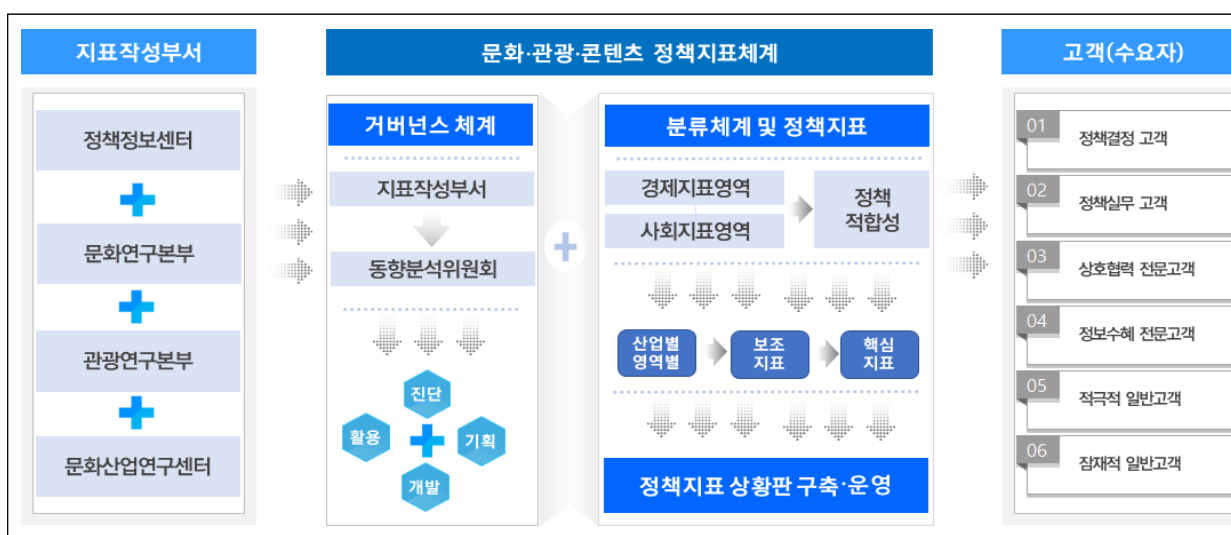 지표작성부서
정책정보센터
문화연구본부
관광연구본부
문화산업연구센터
문화·관광·콘텐츠 정책지표체계
거버넌스 체계
지표작성부서
동향분석위원회
진단
활용
기획
개발
분류체계 및 정책지표
경제지표영역
사회지표영역
정책
적합성
산업별
영역별
보조
지표
핵심
지표
정책지표 상황판 구축·운영
고객(수요자)
01
정책결정 고객
02
정책실무 고객
03
상호협력 전문고객
04
정보수혜 전문고객
05
적극적 일반고객
06
잠재적 일반고객